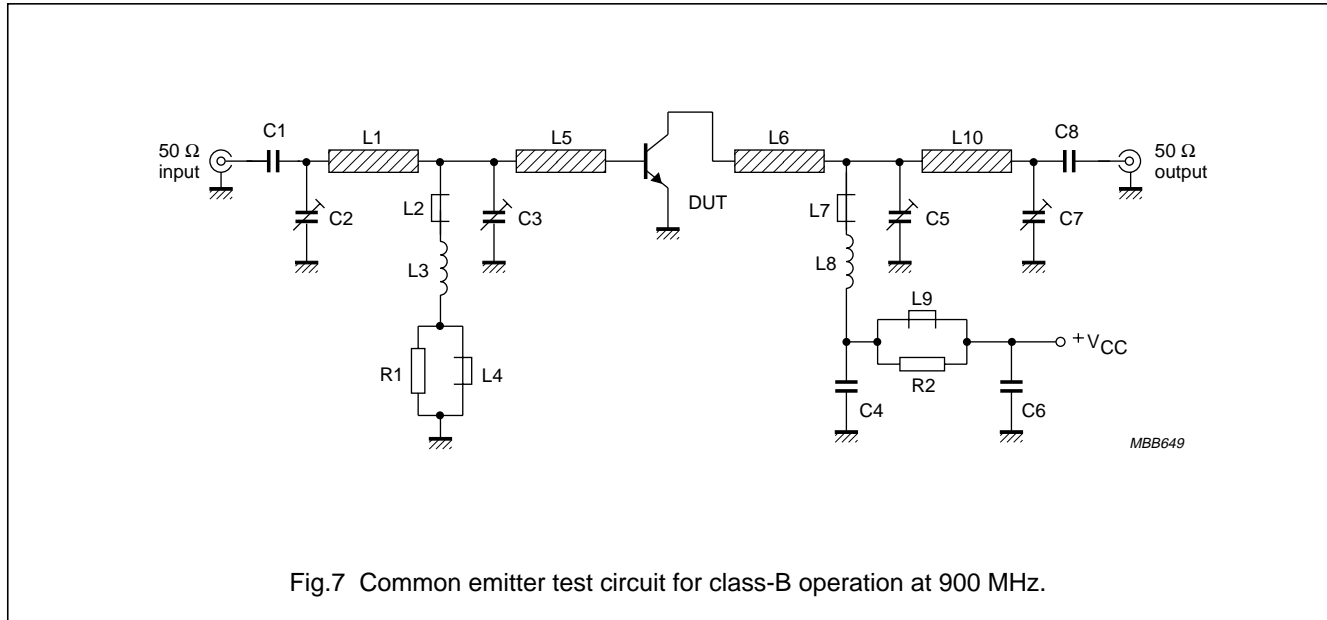 C1
L1
L5
L6
L10
C8
50 Ω
input
50 Ω
output
C2
L2
C3
DUT
L7
C5
C7
L3
L8
L9
R1
L4
R2
+VCC
C4
C6
MBB649
Fig.7 Common emitter test circuit for class-B operation at 900 MHz.